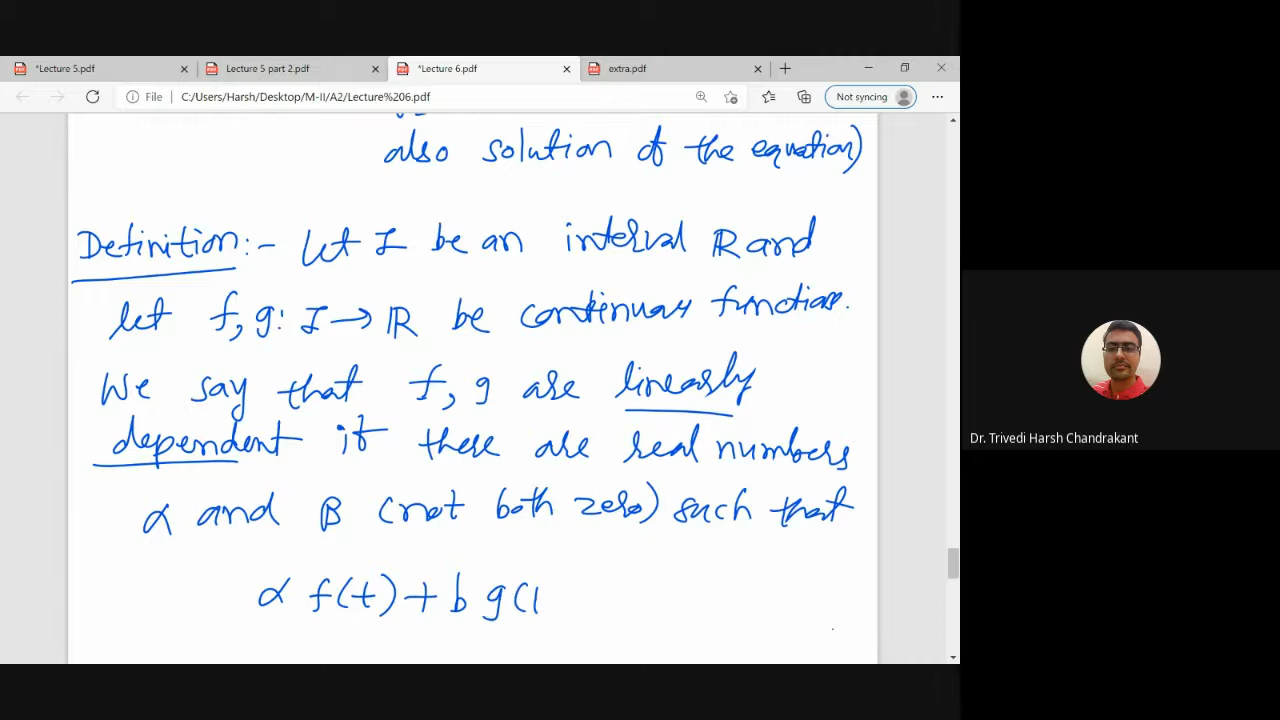 *Lecture 5.pdf
Lecture 5 part 2.pdf
*Lecture 6.pdf
extra.pdf
File
C:/Users/Harsh/Desktop/M-II/A2/Lecture%206.pdf
Not syncing
also solution of the equation)
Definition:- Let I be an interval ℝ and
let f, g: I → ℝ be continuous functions.
We say that f, g are linearly
dependent if there are real numbers
α and β (not both zero) such that
α f(t) + b g(
Dr. Trivedi Harsh Chandrakant